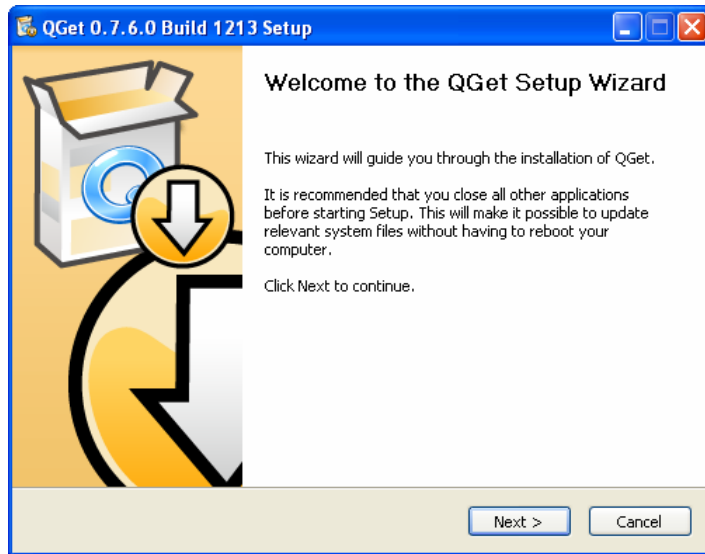 QGet 0.7.6.0 Build 1213 Setup
Welcome to the QGet Setup Wizard
This wizard will guide you through the installation of QGet.
It is recommended that you close all other applications
before starting Setup. This will make it possible to update
relevant system files without having to reboot your
computer.
Click Next to continue.
Q
Next >
Cancel